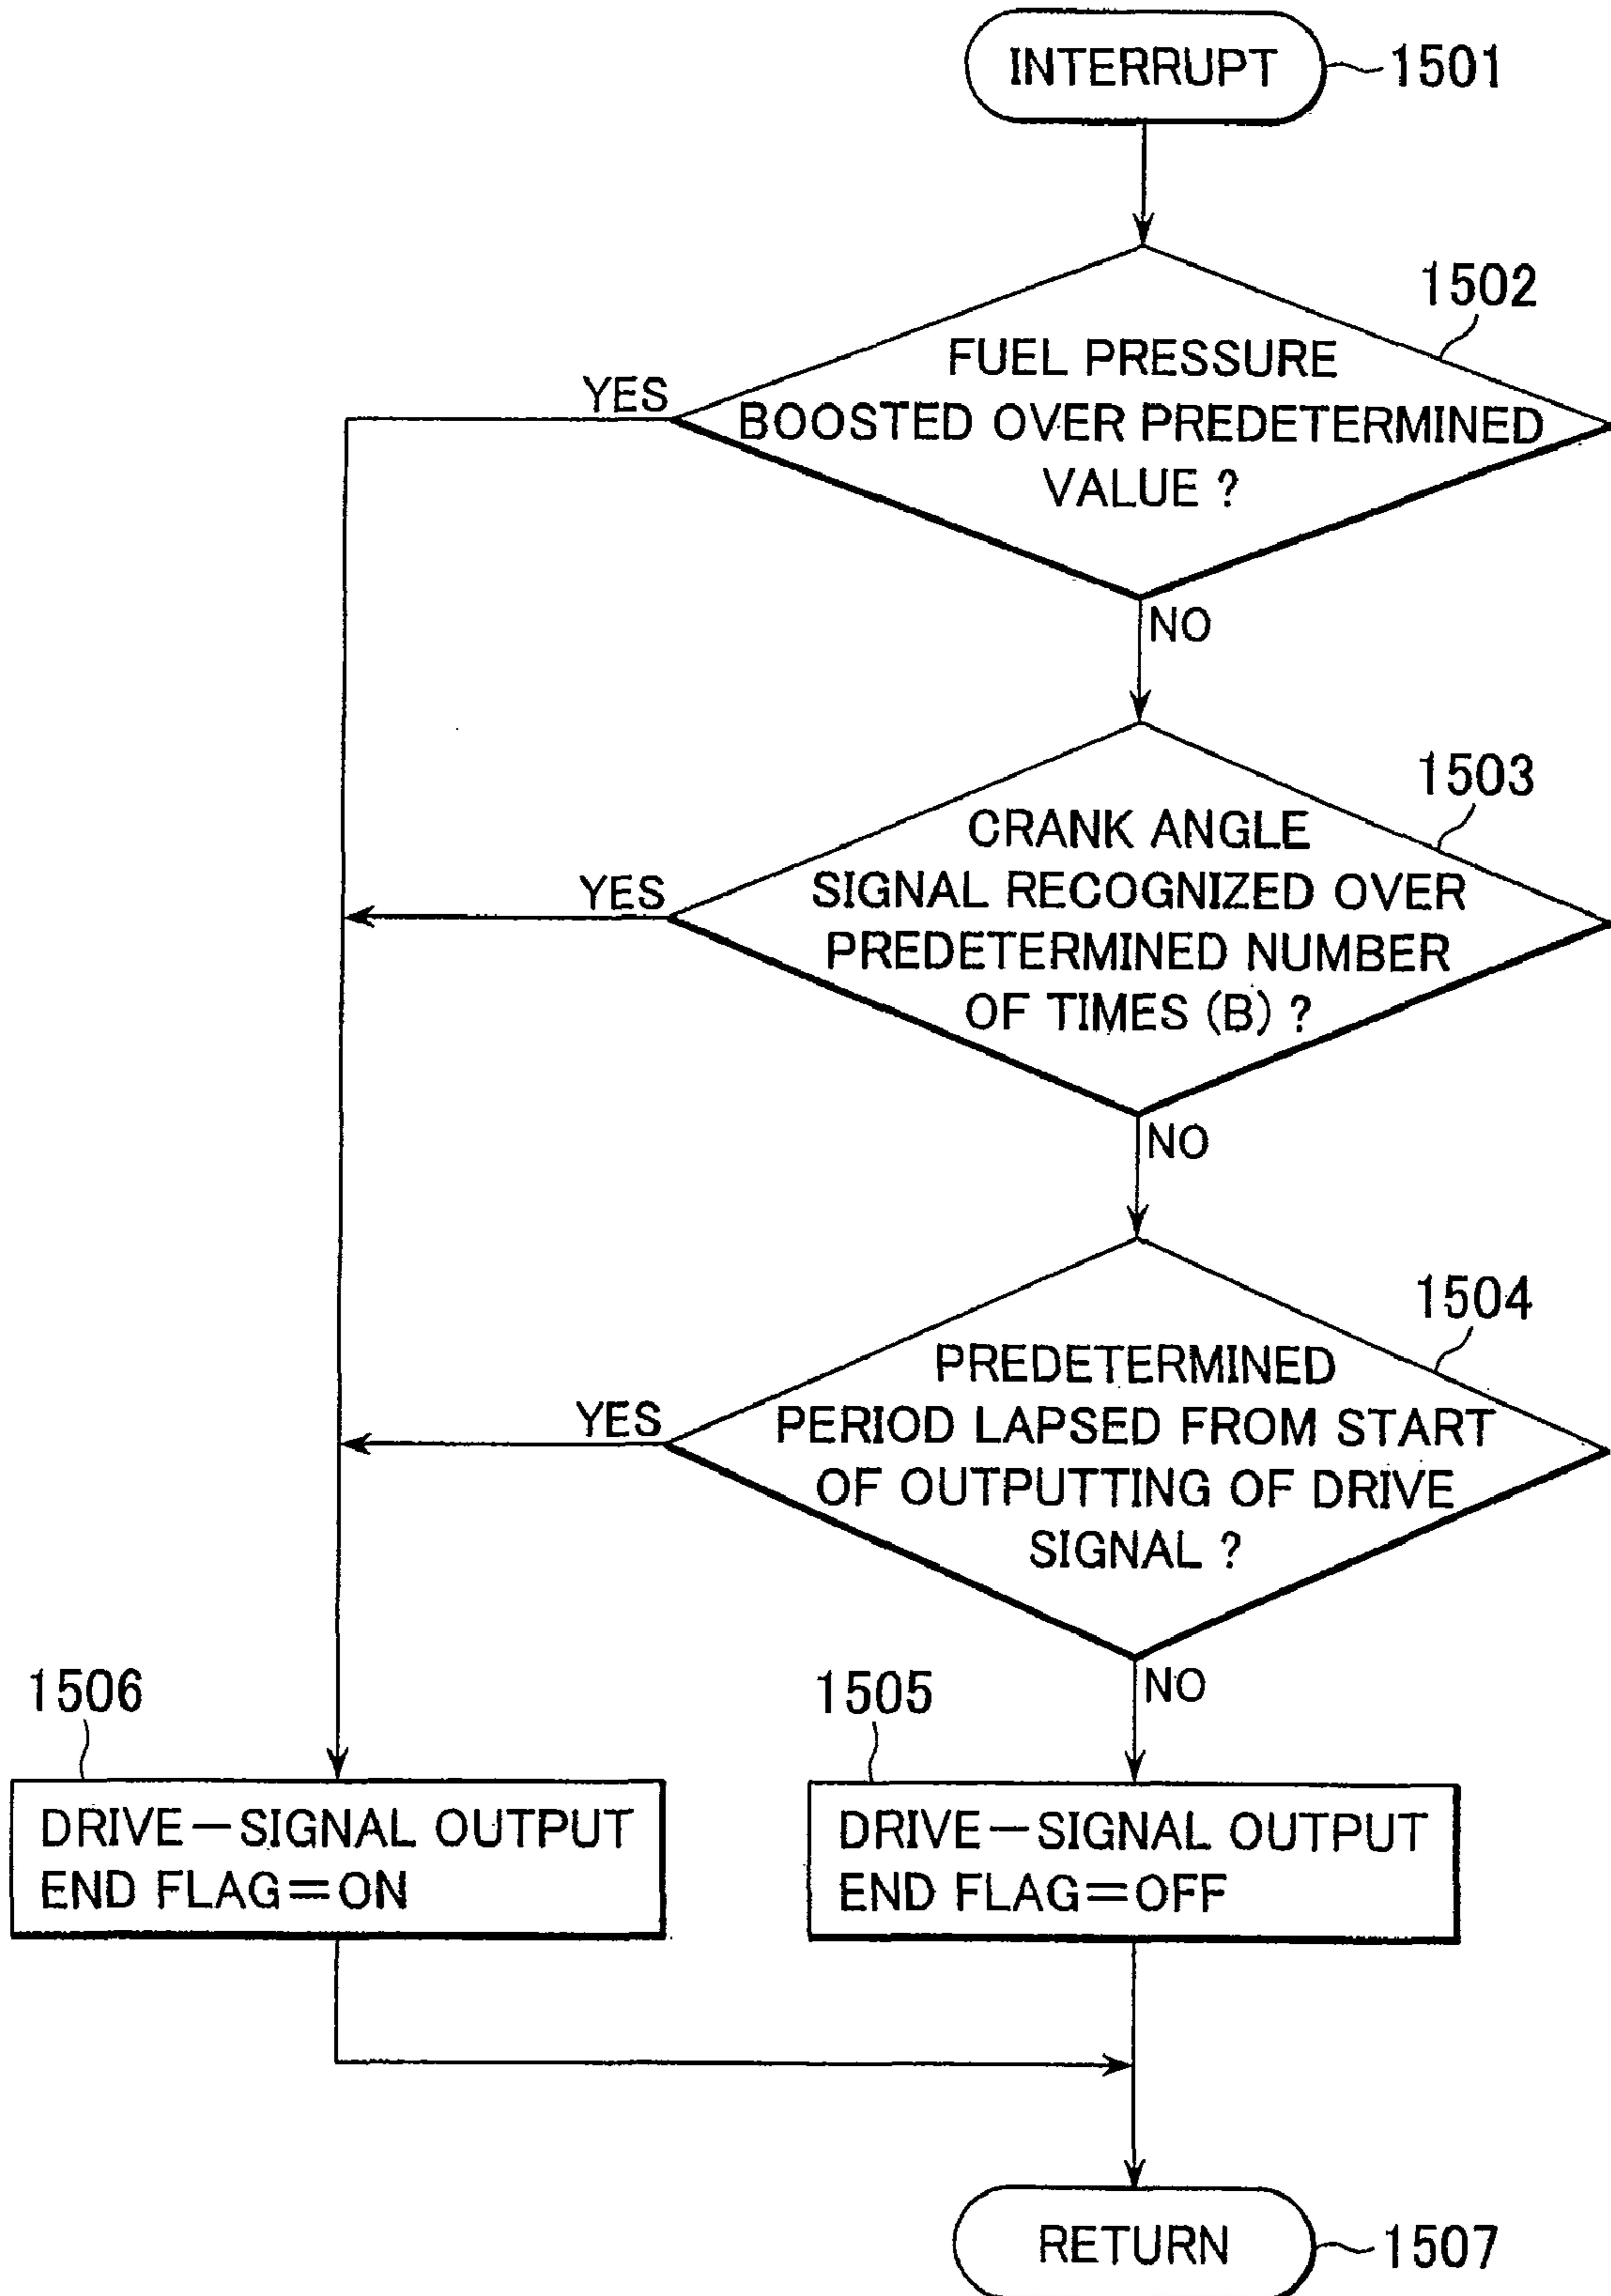 INTERRUPT
1501
1502
FUEL PRESSURE
BOOSTED OVER PREDETERMINED
VALUE ?
YES
NO
1503
CRANK ANGLE
SIGNAL RECOGNIZED OVER
PREDETERMINED NUMBER
OF TIMES (B) ?
YES
NO
1504
PREDETERMINED
PERIOD LAPSED FROM START
OF OUTPUTTING OF DRIVE
SIGNAL ?
YES
NO
1506
DRIVE-SIGNAL OUTPUT
END FLAG=ON
1505
DRIVE-SIGNAL OUTPUT
END FLAG=OFF
RETURN
1507